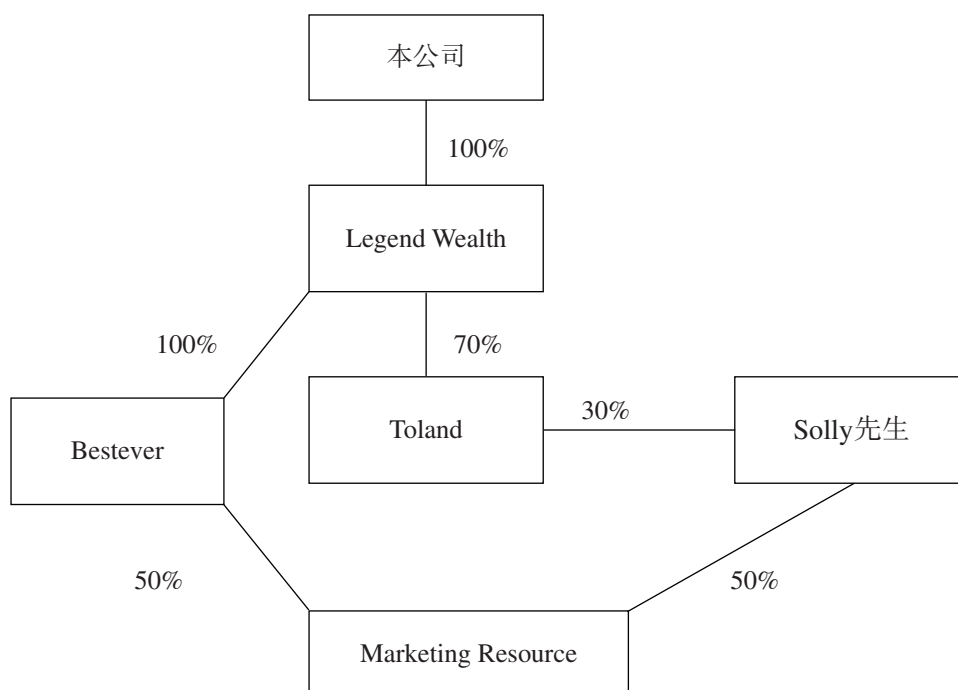 本公司
100%
Legend Wealth
100%
70%
Bestever
Toland
30%
Solly先生
50%
50%
Marketing Resource